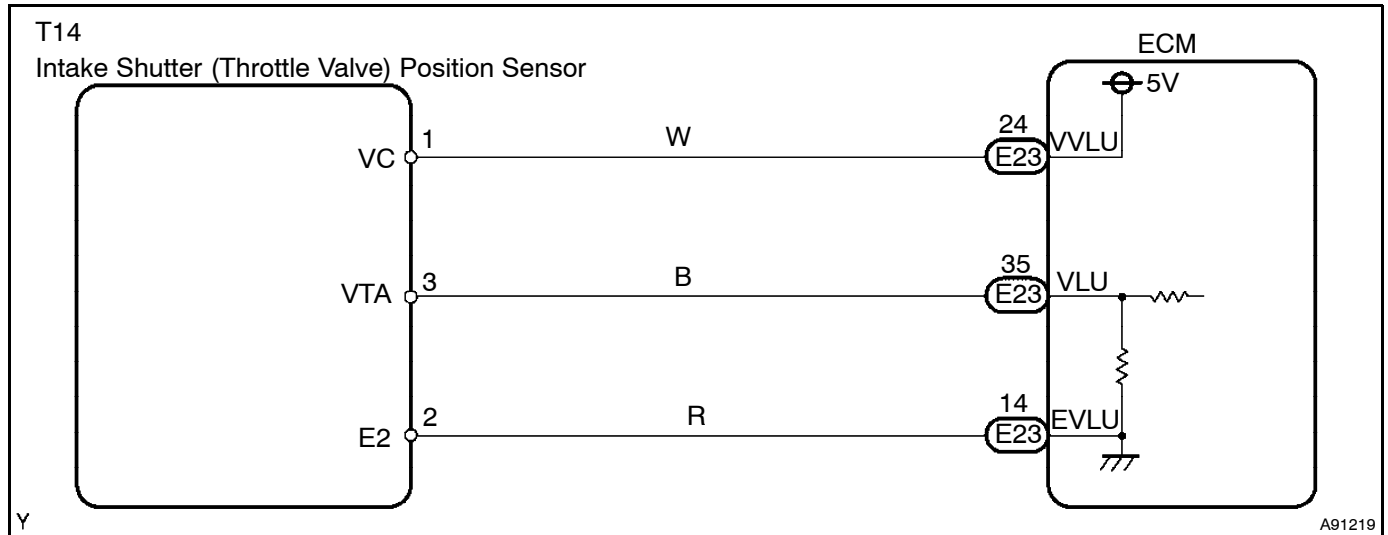 T14
Intake Shutter (Throttle Valve) Position Sensor
ECM
5V
VC
1
W
24
E23
VVLU
VTA
3
B
35
E23
VLU
E2
2
R
14
E23
EVLU
Y
A91219